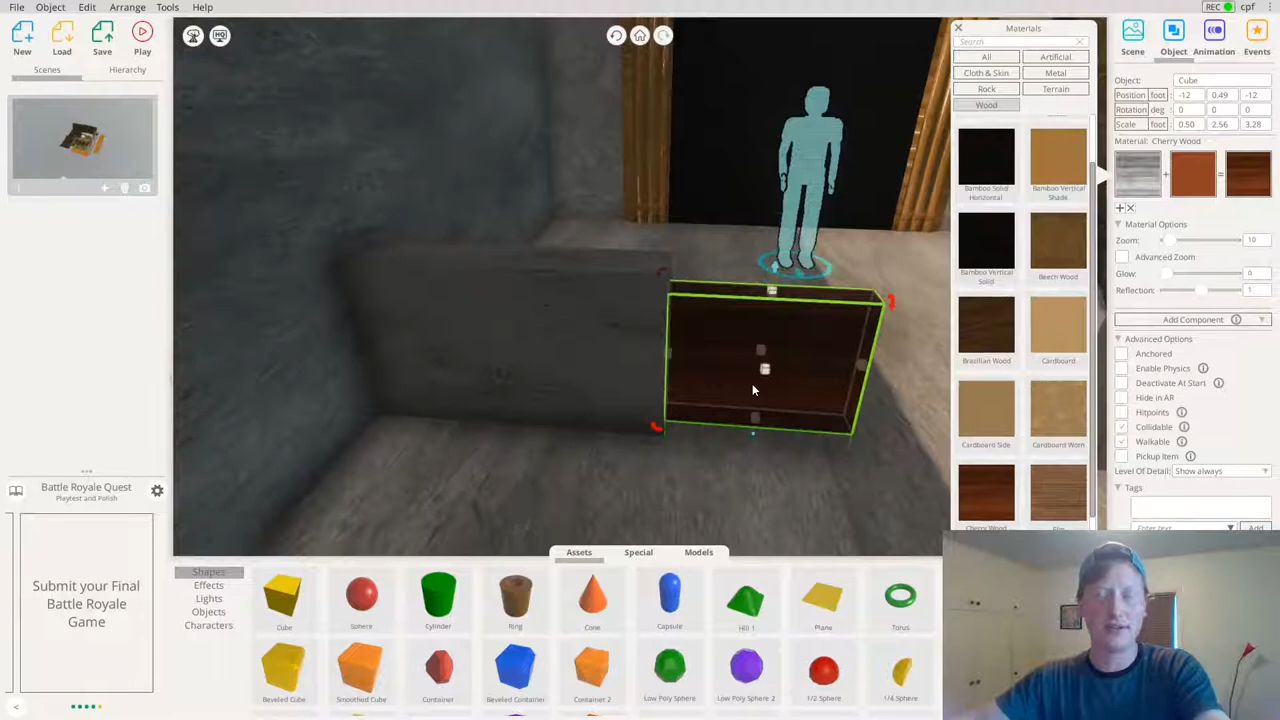 File Object Edit Arrange Tools Help
REC cpf
New Load Save Play
Scenes Hierarchy
HQ
Materials
Search
All Artificial
Cloth & Skin Metal
Rock Terrain
Wood
Bamboo Solid Horizontal
Bamboo Vertical Shade
Bamboo Vertical Solid
Beech Wood
Brazilian Wood
Cardboard
Cardboard Side
Cardboard Worn
Cherry Wood
Elm
Scene Object Animation Events
Object: Cube
Position foot : -12 0.49 -12
Rotation deg : 0 0 0
Scale foot : 0.50 2.56 3.28
Material: Cherry Wood
+ =
Material Options
Zoom: 10
Advanced Zoom
Glow: 0
Reflection: 1
Add Component
Advanced Options
Anchored
Enable Physics
Deactivate At Start
Hide in AR
Hitpoints
Collidable
Walkable
Pickup Item
Level Of Detail: Show always
Tags
Enter text Add
Battle Royale Quest
Playtest and Polish
Submit your Final
Battle Royale
Game
Assets Special Models
Shapes
Effects
Lights
Objects
Characters
Cube Sphere Cylinder Ring Cone Capsule Hill 1 Plane Torus
Beveled Cube Smoothed Cube Container Beveled Container Container 2 Low Poly Sphere Low Poly Sphere 2 1/2 Sphere 1/4 Sphere